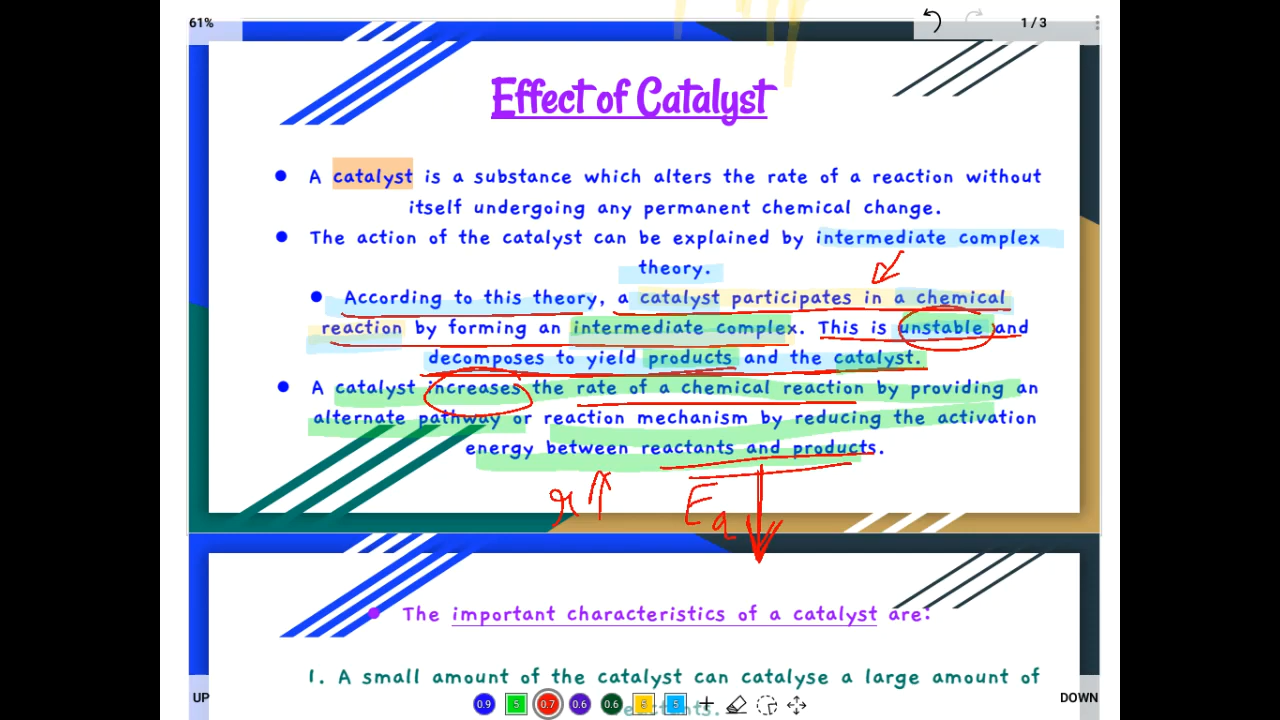 61%
1 / 3
Effect of Catalyst
A catalyst is a substance which alters the rate of a reaction without
itself undergoing any permanent chemical change.
The action of the catalyst can be explained by intermediate complex
theory.
According to this theory, a catalyst participates in a chemical
reaction by forming an intermediate complex. This is unstable and
decomposes to yield products and the catalyst.
A catalyst increases the rate of a chemical reaction by providing an
alternate pathway or reaction mechanism by reducing the activation
energy between reactants and products.
r↑ Ea↓
The important characteristics of a catalyst are:
1. A small amount of the catalyst can catalyse a large amount of
reactants.
UP
DOWN
0.9 5 0.7 0.6 0.6 5